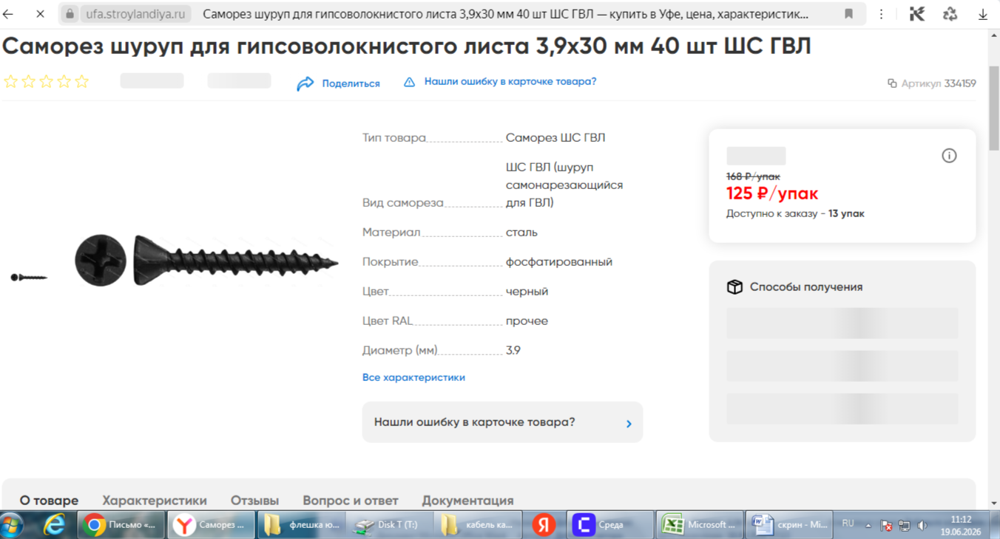 ufa.stroylandiya.ru Саморез шуруп для гипсоволокнистого листа 3,9х30 мм 40 шт ШС ГВЛ — купить в Уфе, цена, характеристик...
Саморез шуруп для гипсоволокнистого листа 3,9х30 мм 40 шт ШС ГВЛ
Поделиться
Нашли ошибку в карточке товара?
Артикул 334159
Тип товара Саморез ШС ГВЛ
ШС ГВЛ (шуруп
самонарезающийся
Вид самореза для ГВЛ)
Материал сталь
Покрытие фосфатированный
Цвет черный
Цвет RAL прочее
Диаметр (мм) 3.9
Все характеристики
Нашли ошибку в карточке товара?
168 ₽/упак
125 ₽/упак
Доступно к заказу - 13 упак
Способы получения
О товаре Характеристики Отзывы Вопрос и ответ Документация
Письмо «... Саморез ... флешка ю... Disk T (T:) кабель ка... Я Среда Microsoft ... скрин - Mi... RU 11:12
19.06.2026